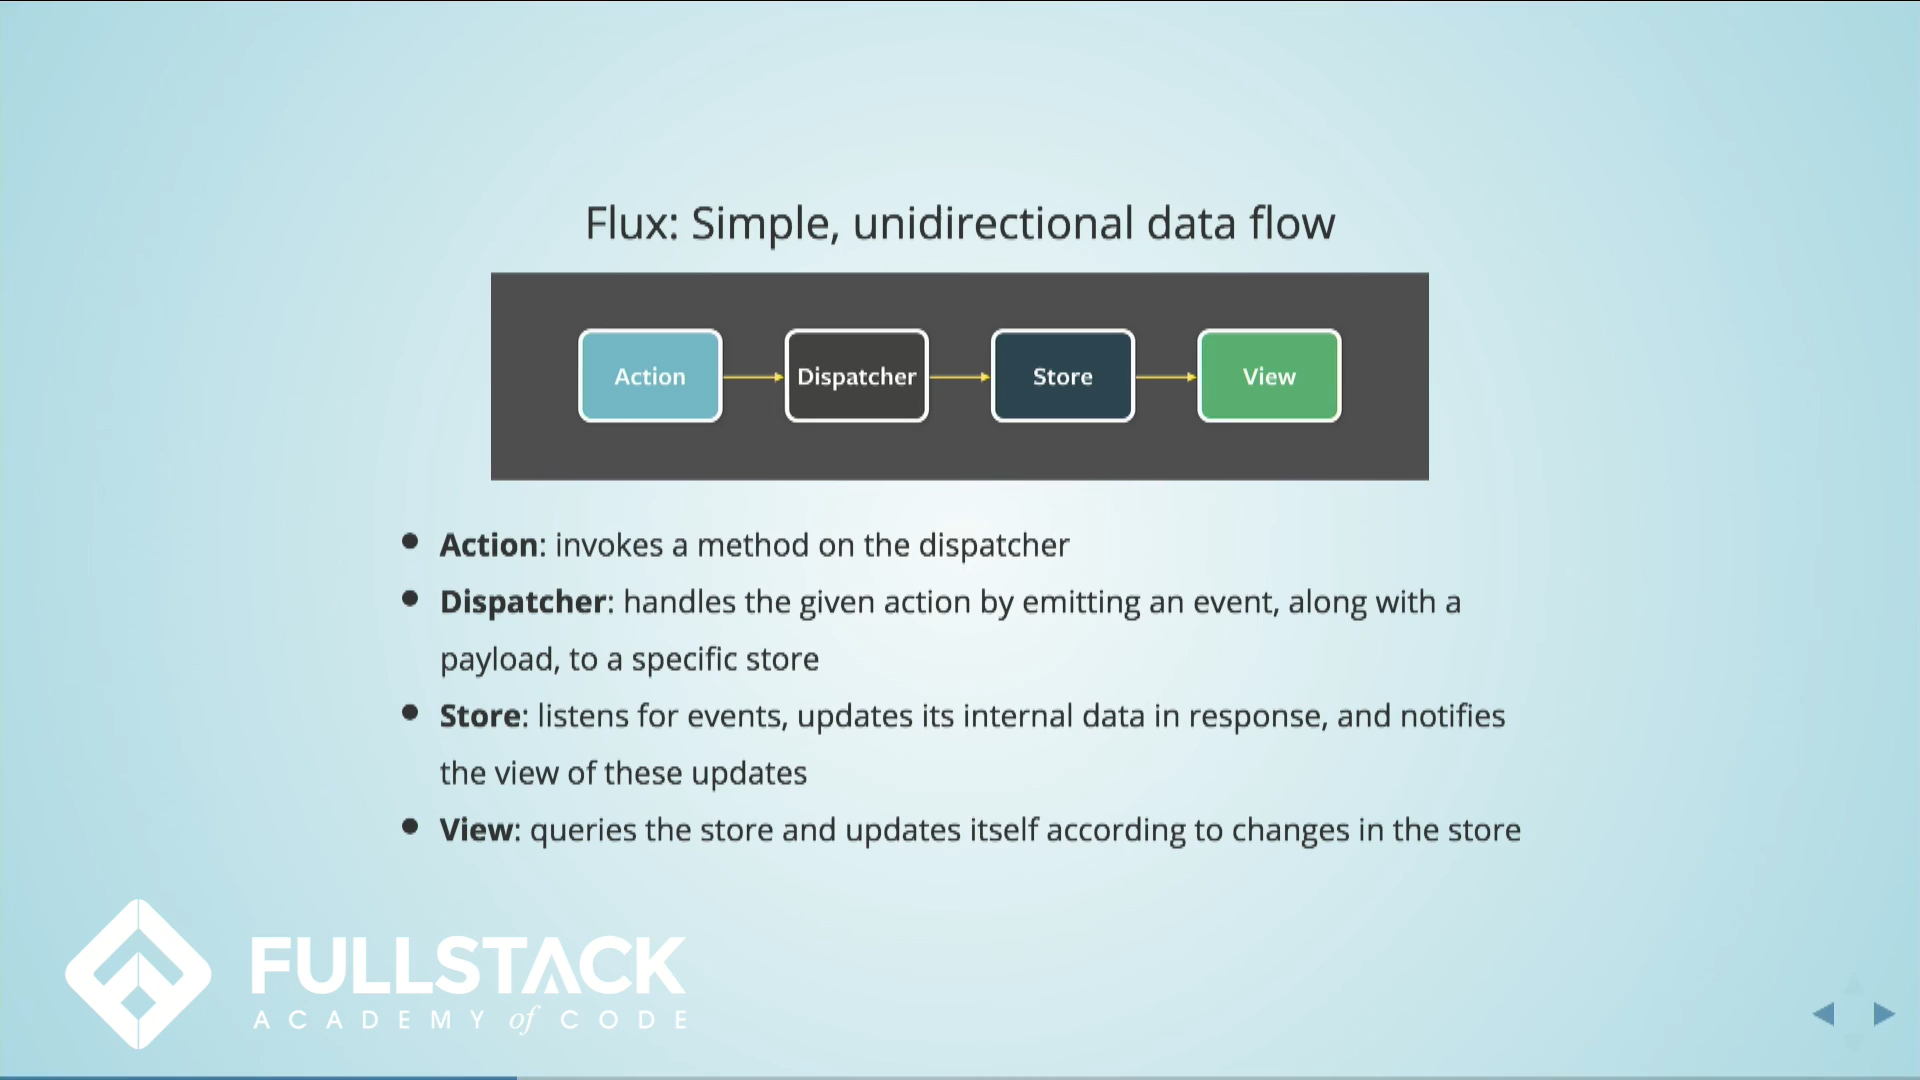 Flux: Simple, unidirectional data flow
Action
Dispatcher
Store
View
Action: invokes a method on the dispatcher
Dispatcher: handles the given action by emitting an event, along with a
payload, to a specific store
Store: listens for events, updates its internal data in response, and notifies
the view of these updates
View: queries the store and updates itself according to changes in the store
FULLSTACK
ACADEMY of CODE